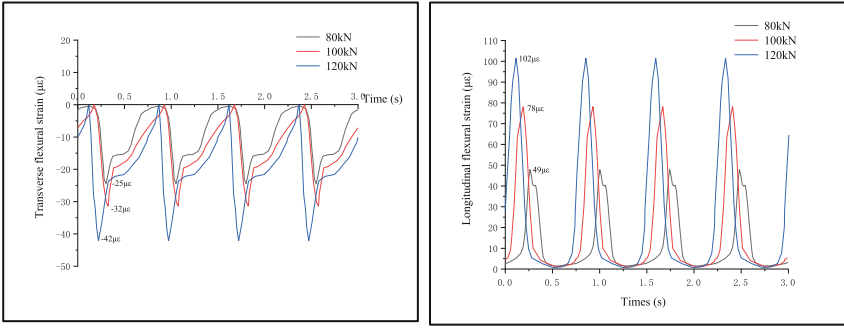 80kN
100kN
120kN
Transverse flexural strain (με)
20
10
0
-10
-20
-30
-40
-50
0.0
0.5
1.0
1.5
2.0
2.5
3.0
Time (s)
-25με
-32με
-42με
80kN
100kN
120kN
Longitudinal flexural strain (με)
110
100
90
80
70
60
50
40
30
20
10
0
102με
78με
49με
0.0
0.5
1.0
1.5
2.0
2.5
3.0
Times (s)